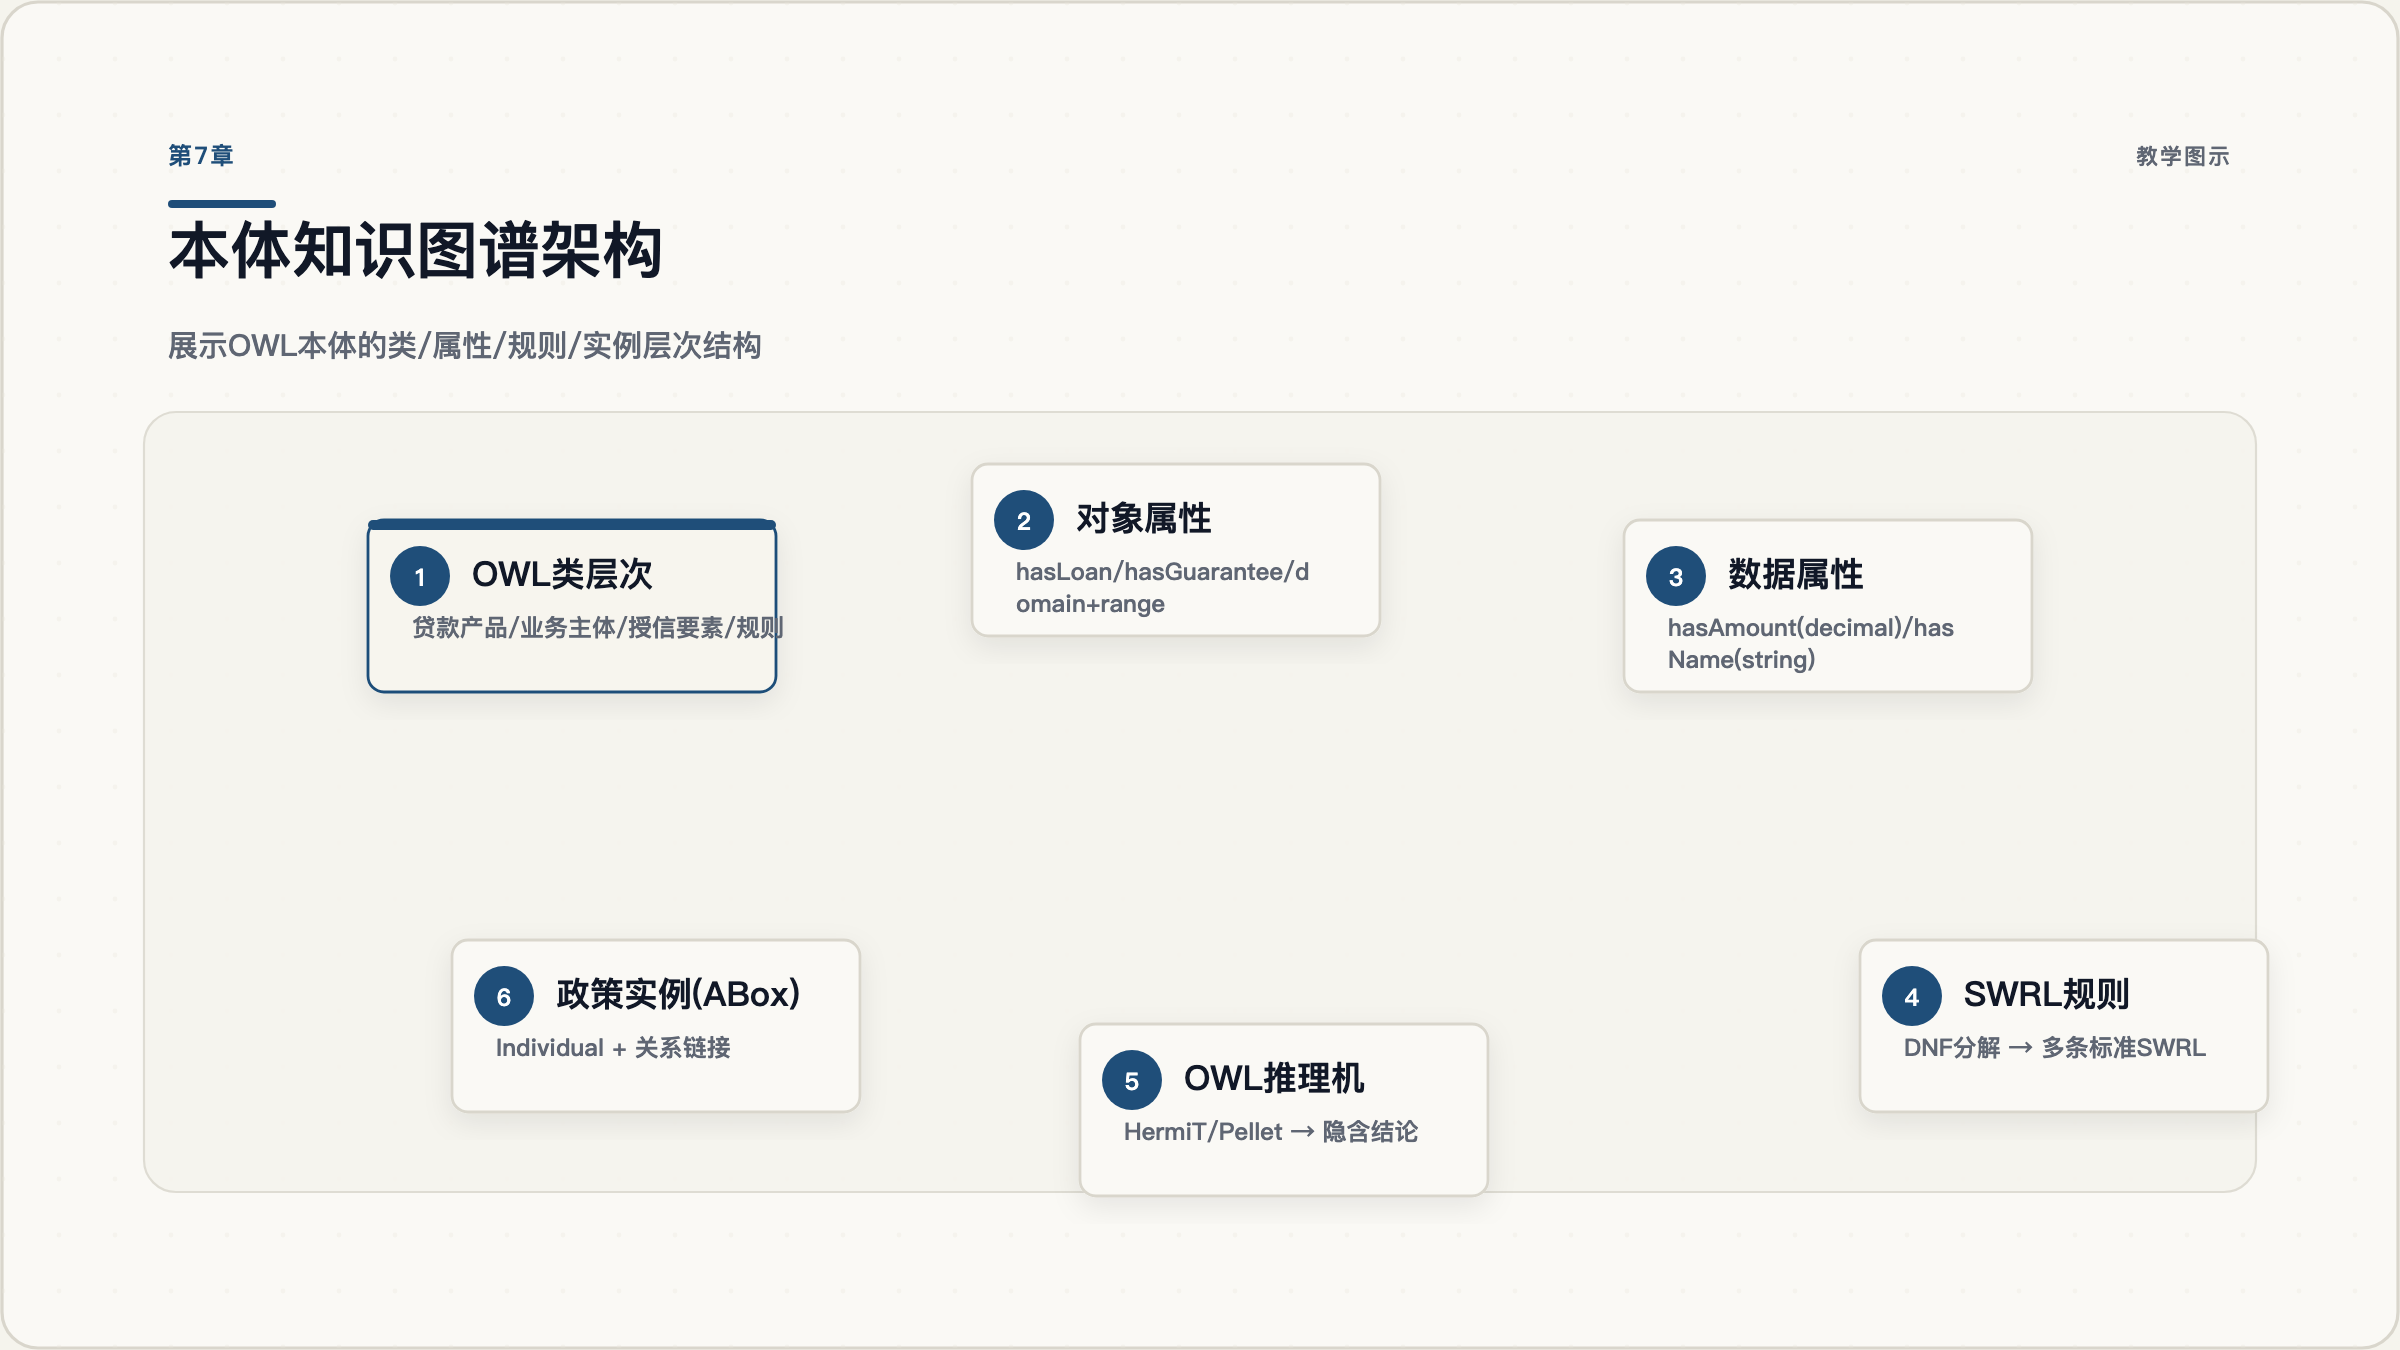 第7章
教学图示
本体知识图谱架构
展示OWL本体的类/属性/规则/实例层次结构
1
OWL类层次
贷款产品/业务主体/授信要素/规则
2
对象属性
hasLoan/hasGuarantee/d
omain+range
3
数据属性
hasAmount(decimal)/has
Name(string)
4
SWRL规则
DNF分解 → 多条标准SWRL
5
OWL推理机
HermiT/Pellet → 隐含结论
6
政策实例(ABox)
Individual + 关系链接